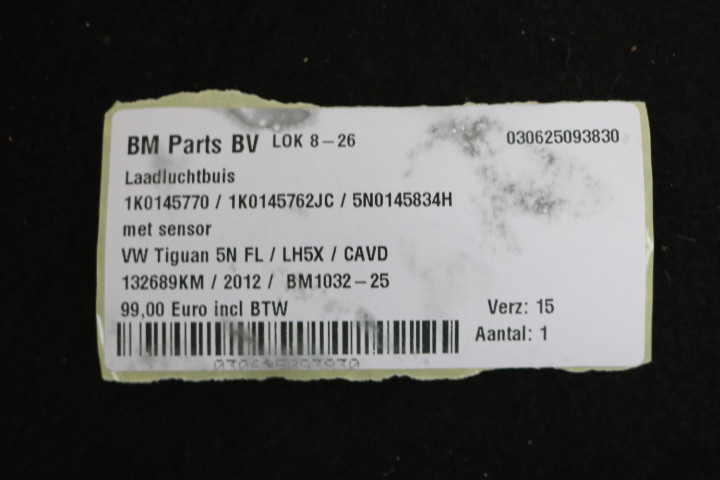 BM Parts BV LOK 8-26 030625093830
Laadluchtbuis
1K0145770 / 1K0145762JC / 5N0145834H
met sensor
VW Tiguan 5N FL / LH5X / CAVD
132689KM / 2012 / BM1032-25
99,00 Euro incl BTW Verz: 15
Aantal: 1
030625093830